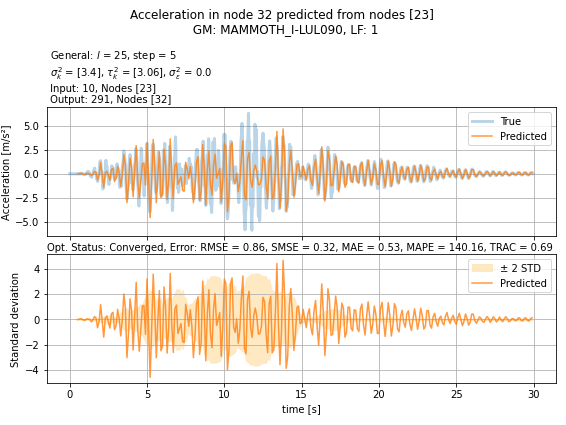 Acceleration in node 32 predicted from nodes [23]
GM: MAMMOTH_I-LUL090, LF: 1
General: l = 25, step = 5
σ²ₖ = [3.4], τ²ₖ = [3.06], σ²ε = 0.0
Input: 10, Nodes [23]
Output: 291, Nodes [32]
Acceleration [m/s²]
5.0
2.5
0.0
−2.5
−5.0
True
Predicted
Opt. Status: Converged, Error: RMSE = 0.86, SMSE = 0.32, MAE = 0.53, MAPE = 140.16, TRAC = 0.69
Standard deviation
4
2
0
−2
−4
± 2 STD
Predicted
0 5 10 15 20 25 30
time [s]